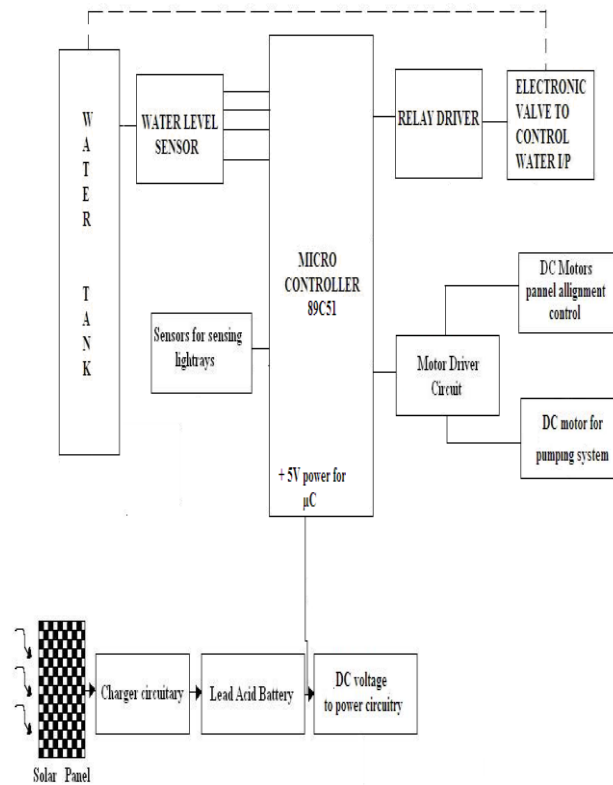 WATER TANK
WATER LEVEL
SENSOR
MICRO
CONTROLLER
89C51
RELAY DRIVER
ELECTRONIC
VALVE TO
CONTROL
WATER I/P
Sensors for sensing
lightrays
Motor Driver
Circuit
DC Motors
pannel allignment
control
DC motor for
pumping system
+ 5V power for
µC
Charger circuitary
Lead Acid Battery
DC voltage
to power circuitry
Solar Panel